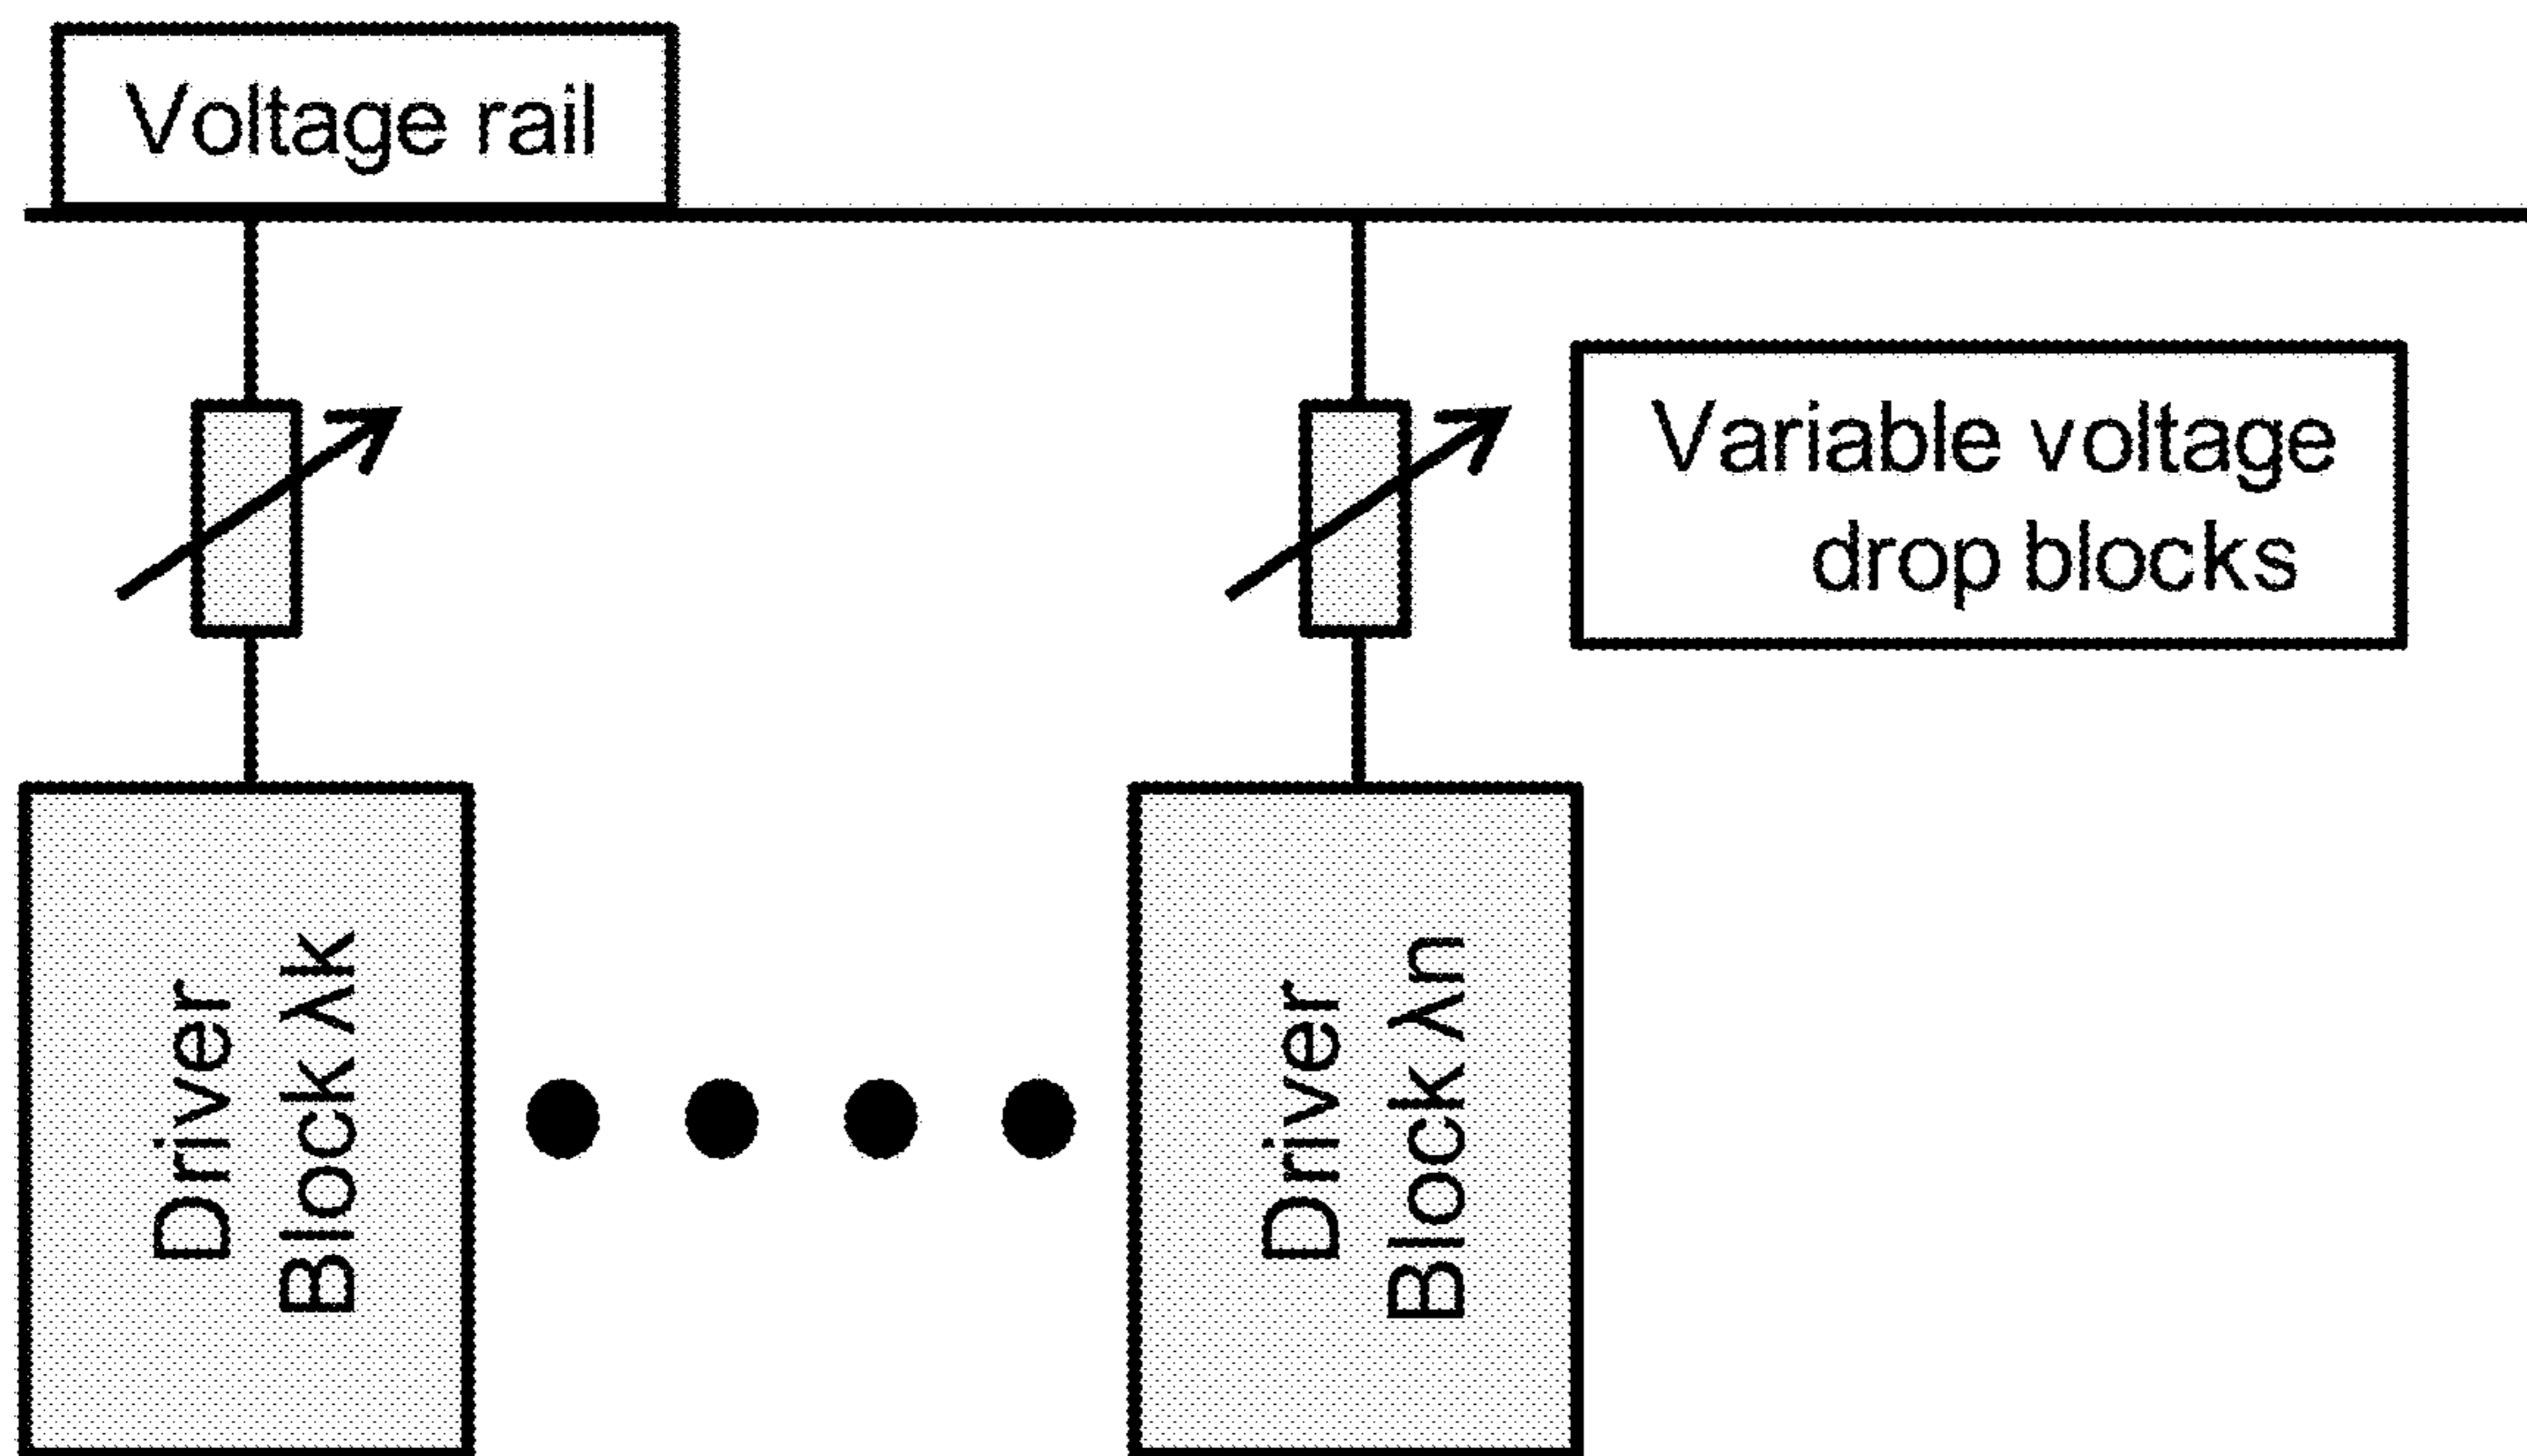 Voltage rail
Variable voltage
drop blocks
Driver
Block λk
Driver
Block λn